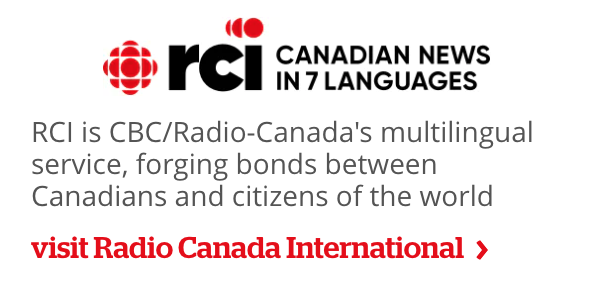 rci CANADIAN NEWS
IN 7 LANGUAGES
RCI is CBC/Radio-Canada's multilingual
service, forging bonds between
Canadians and citizens of the world
visit Radio Canada International ›